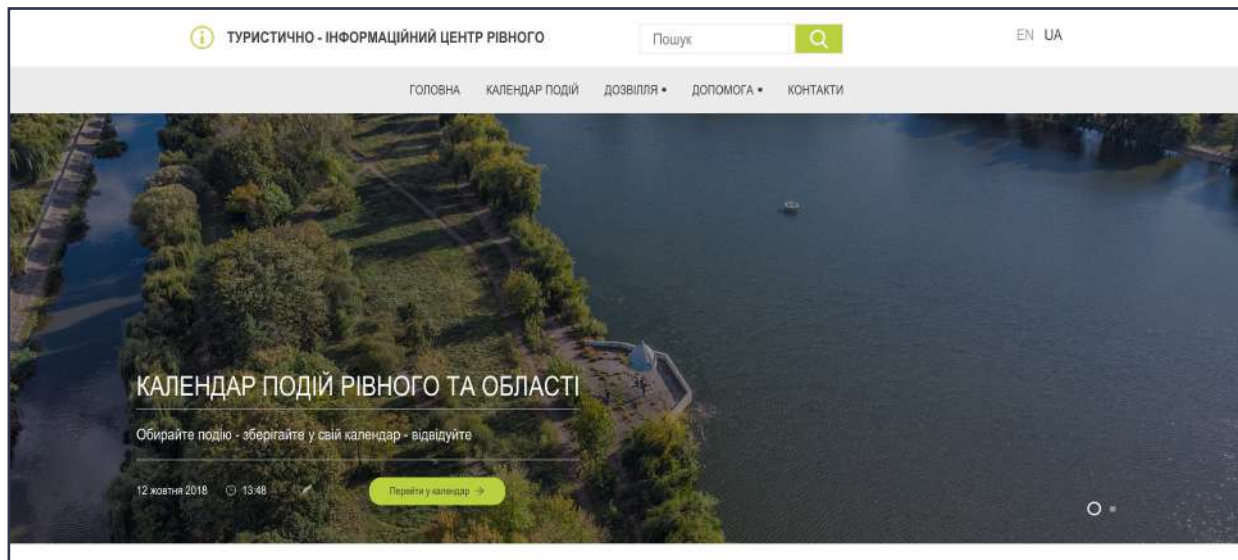 ТУРИСТИЧНО - ІНФОРМАЦІЙНИЙ ЦЕНТР РІВНОГО
Пошук
EN UA
ГОЛОВНА КАЛЕНДАР ПОДІЙ ДОЗВІЛЛЯ • ДОПОМОГА • КОНТАКТИ
КАЛЕНДАР ПОДІЙ РІВНОГО ТА ОБЛАСТІ
Обирайте подію - зберігайте у свій календар - відвідуйте
12 жовтня 2018 13:48 Перейти у календар →